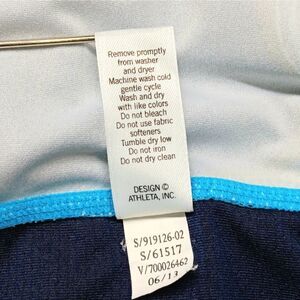 Remove promptly
from washer
and dryer
Machine wash cold
gentle cycle
Wash and dry
with like colors
Do not bleach
Do not use fabric
softeners
Tumble dry low
Do not iron
Do not dry clean
DESIGN ©
ATHLETA, INC.
S/919126-02
S/61517
V/700026462
06/13